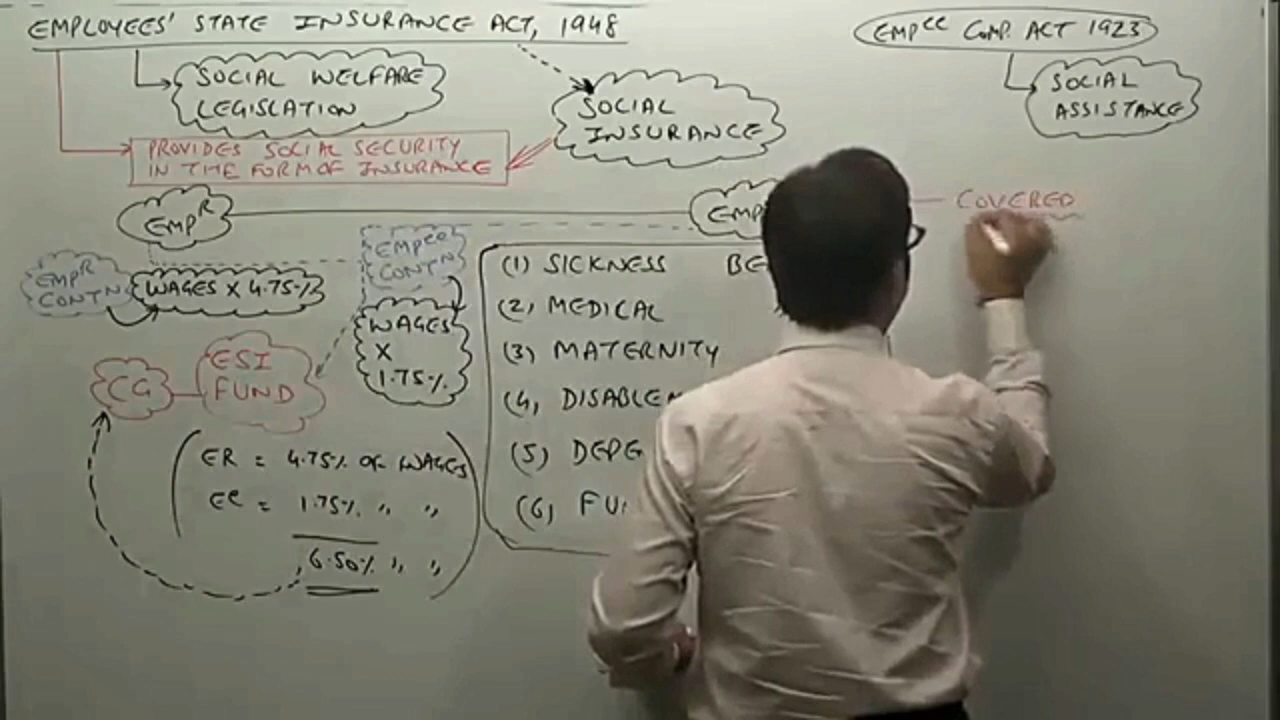 EMPLOYEES' STATE INSURANCE ACT, 1948
EMPee COMP. ACT 1923
SOCIAL WELFARE
LEGISLATION
SOCIAL
INSURANCE
SOCIAL
ASSISTANCE
PROVIDES SOCIAL SECURITY
IN THE FORM OF INSURANCE
EMPR
EMP
COVERED
EMPR
CONTN
WAGES X 4.75%
EMPee
CONTN
WAGES
X
1.75%
CG
ESI
FUND
ER = 4.75% OF WAGES
Ee = 1.75% " "
6.50% " "
(1) SICKNESS BE
(2) MEDICAL
(3) MATERNITY
(4) DISABLEM
(5) DEPE
(6) FU